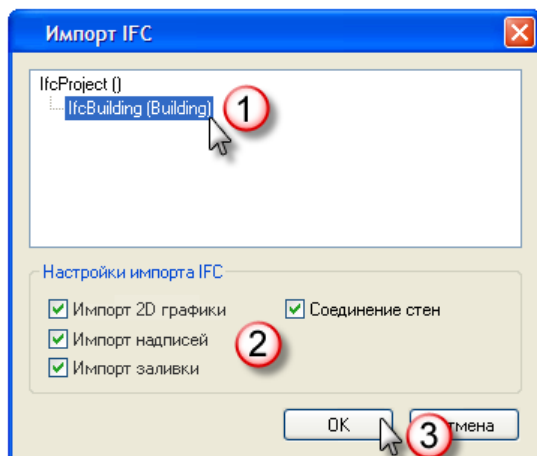 Импорт IFC
IfcProject ()
IfcBuilding (Building)
1
Настройки импорта IFC
Импорт 2D графики
Соединение стен
Импорт надписей
2
Импорт заливки
OK
3
тмена